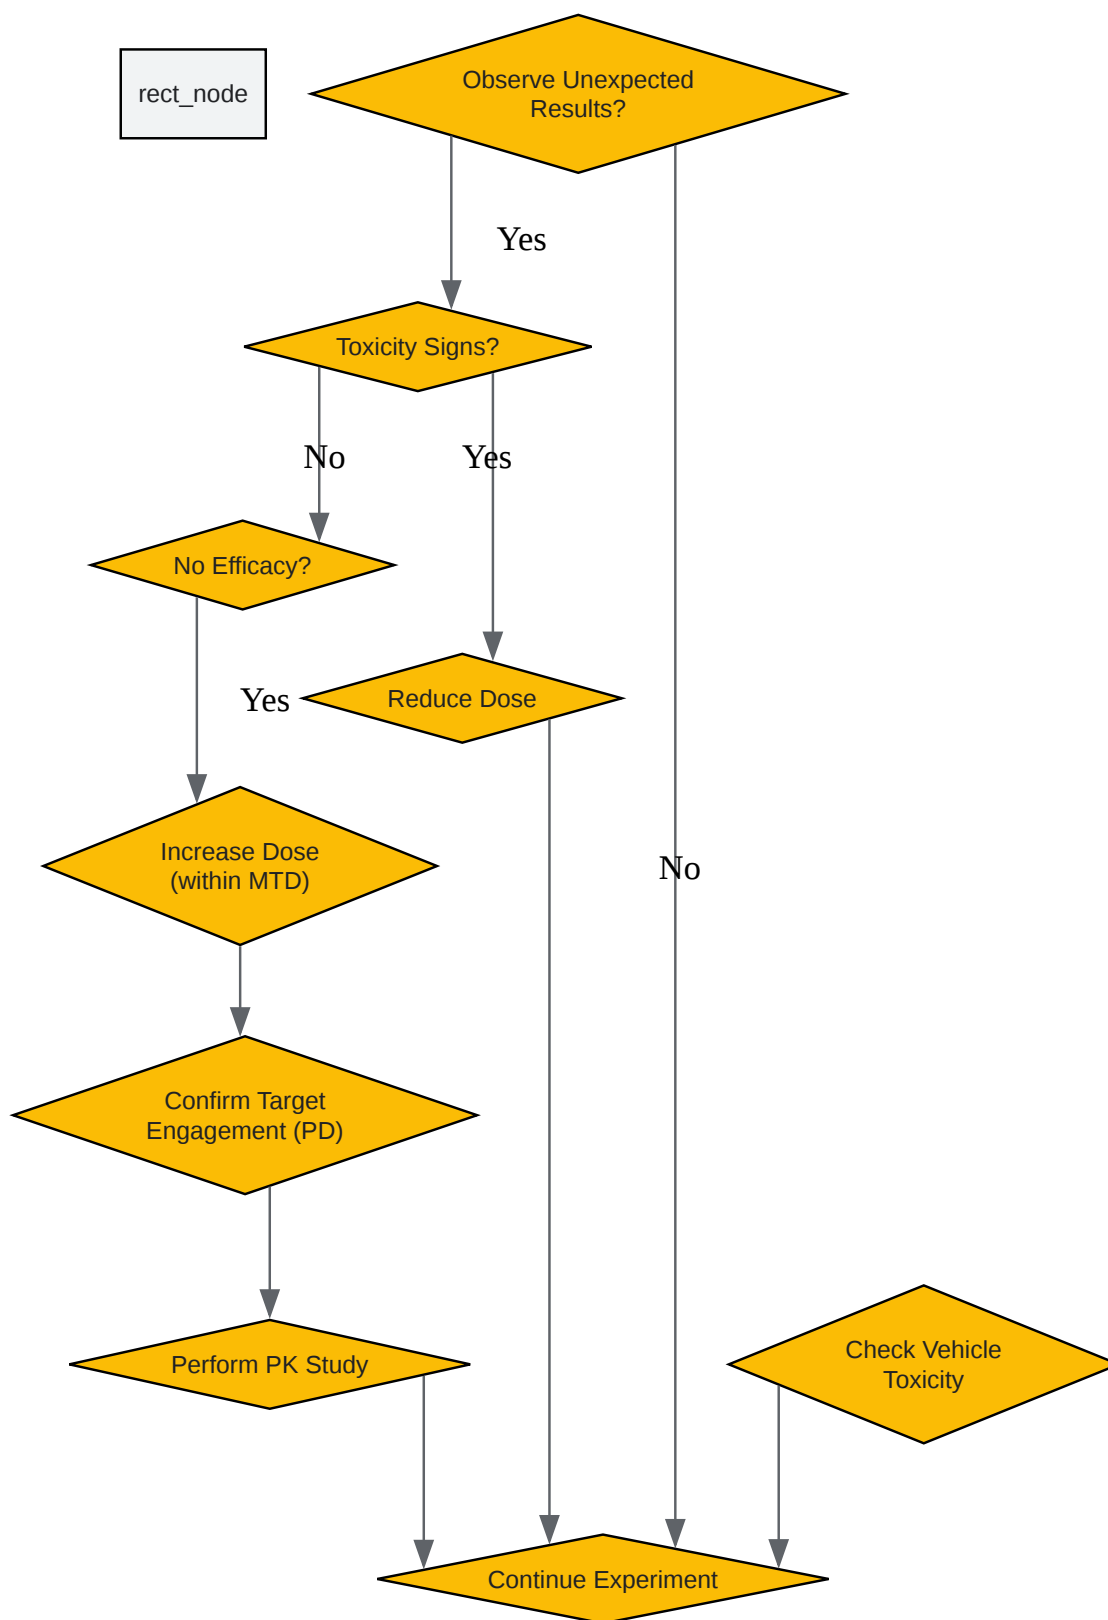 rect_node
Observe Unexpected
Results?
Yes
Toxicity Signs?
No
Yes
No Efficacy?
Yes
Reduce Dose
Increase Dose
(within MTD)
No
Confirm Target
Engagement (PD)
Perform PK Study
Check Vehicle
Toxicity
Continue Experiment